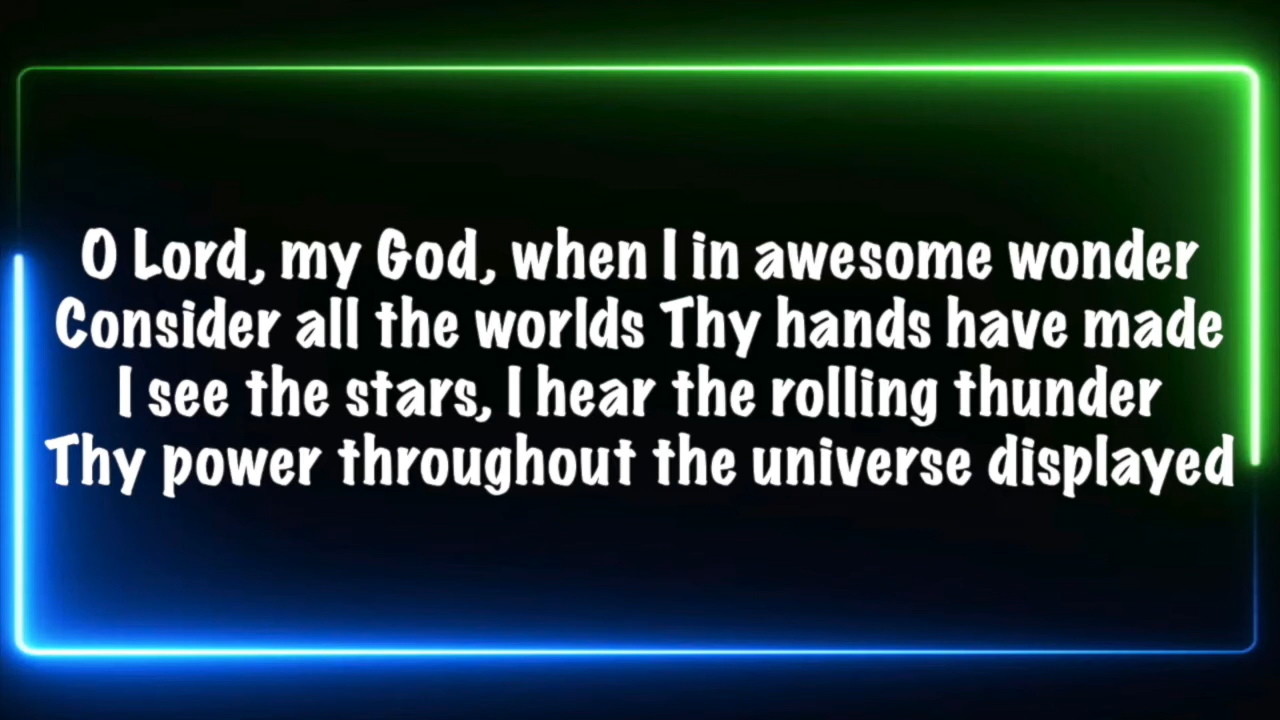 O Lord, my God, when I in awesome wonder
Consider all the worlds Thy hands have made
I see the stars, I hear the rolling thunder
Thy power throughout the universe displayed